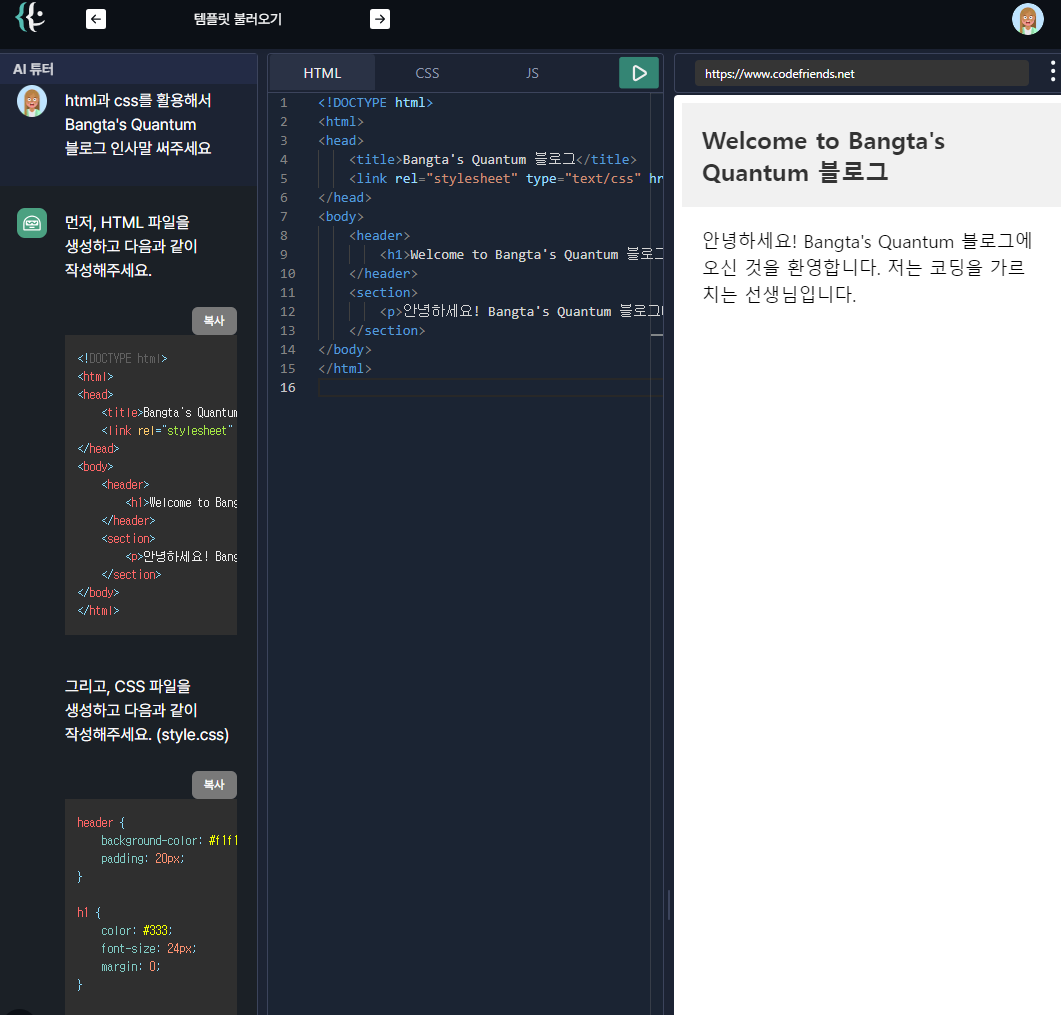 템플릿 불러오기
AI 튜터
html과 css를 활용해서
Bangta's Quantum
블로그 인사말 써주세요
먼저, HTML 파일을
생성하고 다음과 같이
작성해주세요.
복사
<!DOCTYPE html>
<html>
<head>
<title>Bangta's Quantum
<link rel="stylesheet"
</head>
<body>
<header>
<h1>Welcome to Bang
</header>
<section>
<p>안녕하세요! Bang
</section>
</body>
</html>
그리고, CSS 파일을
생성하고 다음과 같이
작성해주세요. (style.css)
복사
header {
background-color: #f1f1
padding: 20px;
}
h1 {
color: #333;
font-size: 24px;
margin: 0;
}
HTML CSS JS
1 <!DOCTYPE html>
2 <html>
3 <head>
4 <title>Bangta's Quantum 블로그</title>
5 <link rel="stylesheet" type="text/css" hr
6 </head>
7 <body>
8 <header>
9 <h1>Welcome to Bangta's Quantum 블로그
10 </header>
11 <section>
12 <p>안녕하세요! Bangta's Quantum 블로그
13 </section>
14 </body>
15 </html>
16
https://www.codefriends.net
Welcome to Bangta's
Quantum 블로그
안녕하세요! Bangta's Quantum 블로그에
오신 것을 환영합니다. 저는 코딩을 가르
치는 선생님입니다.